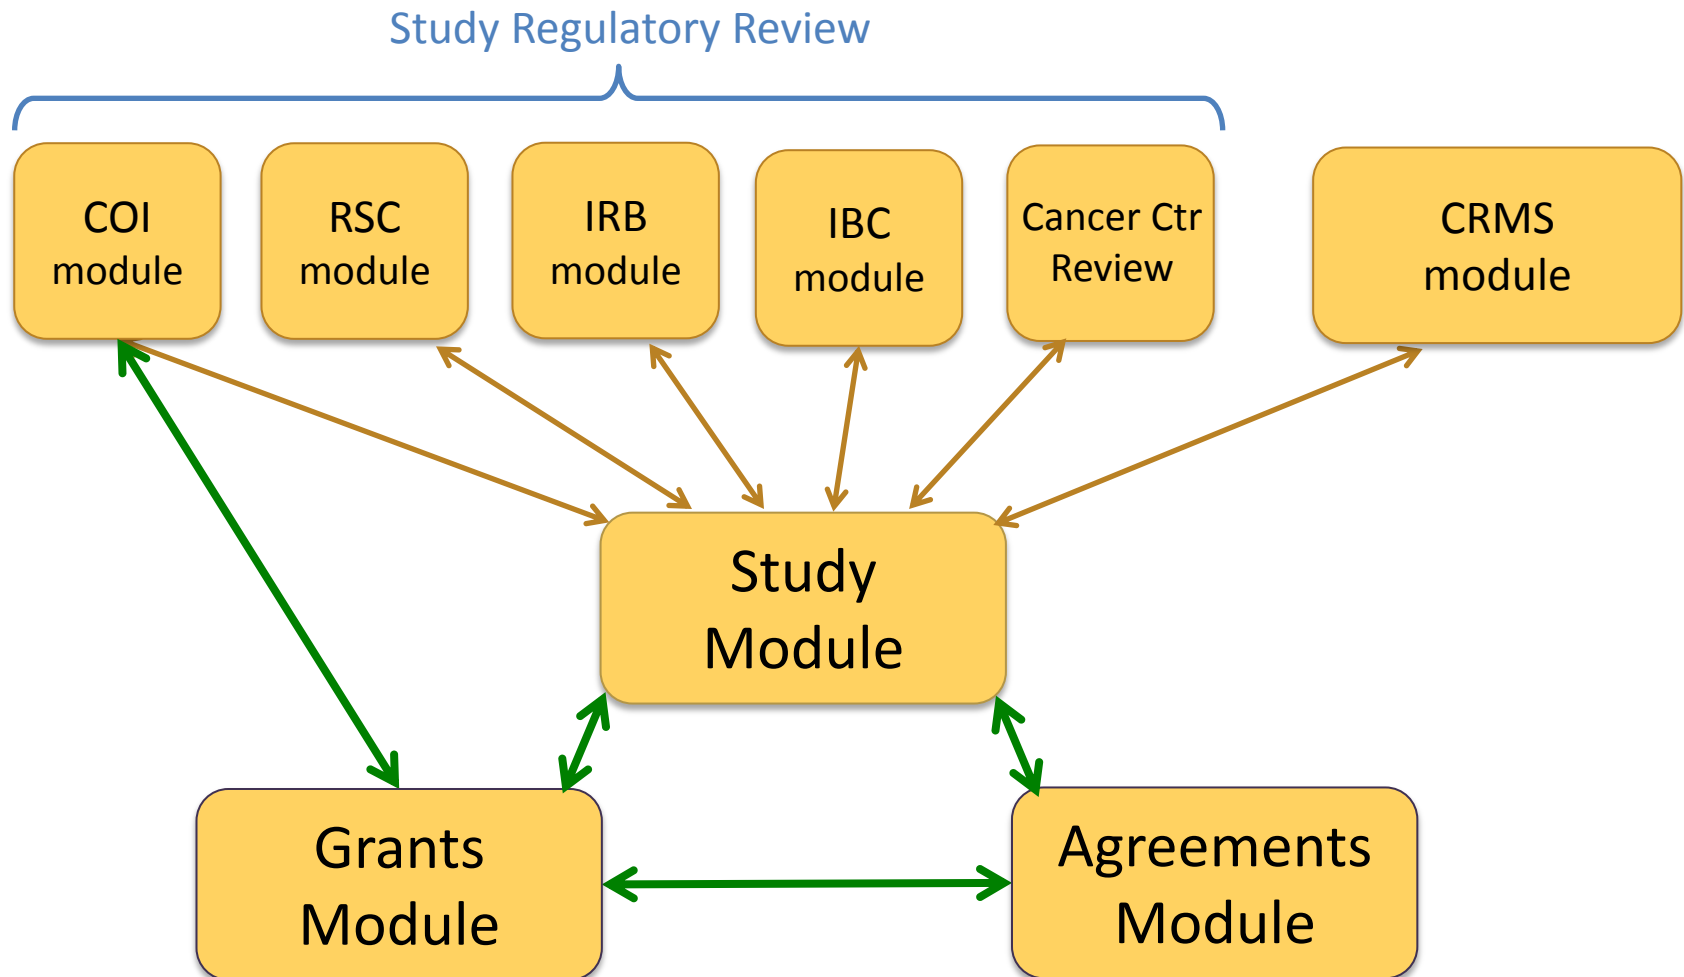 Study Regulatory Review
COI
module
RSC
module
IRB
module
IBC
module
Cancer Ctr
Review
CRMS
module
Study
Module
Grants
Module
Agreements
Module